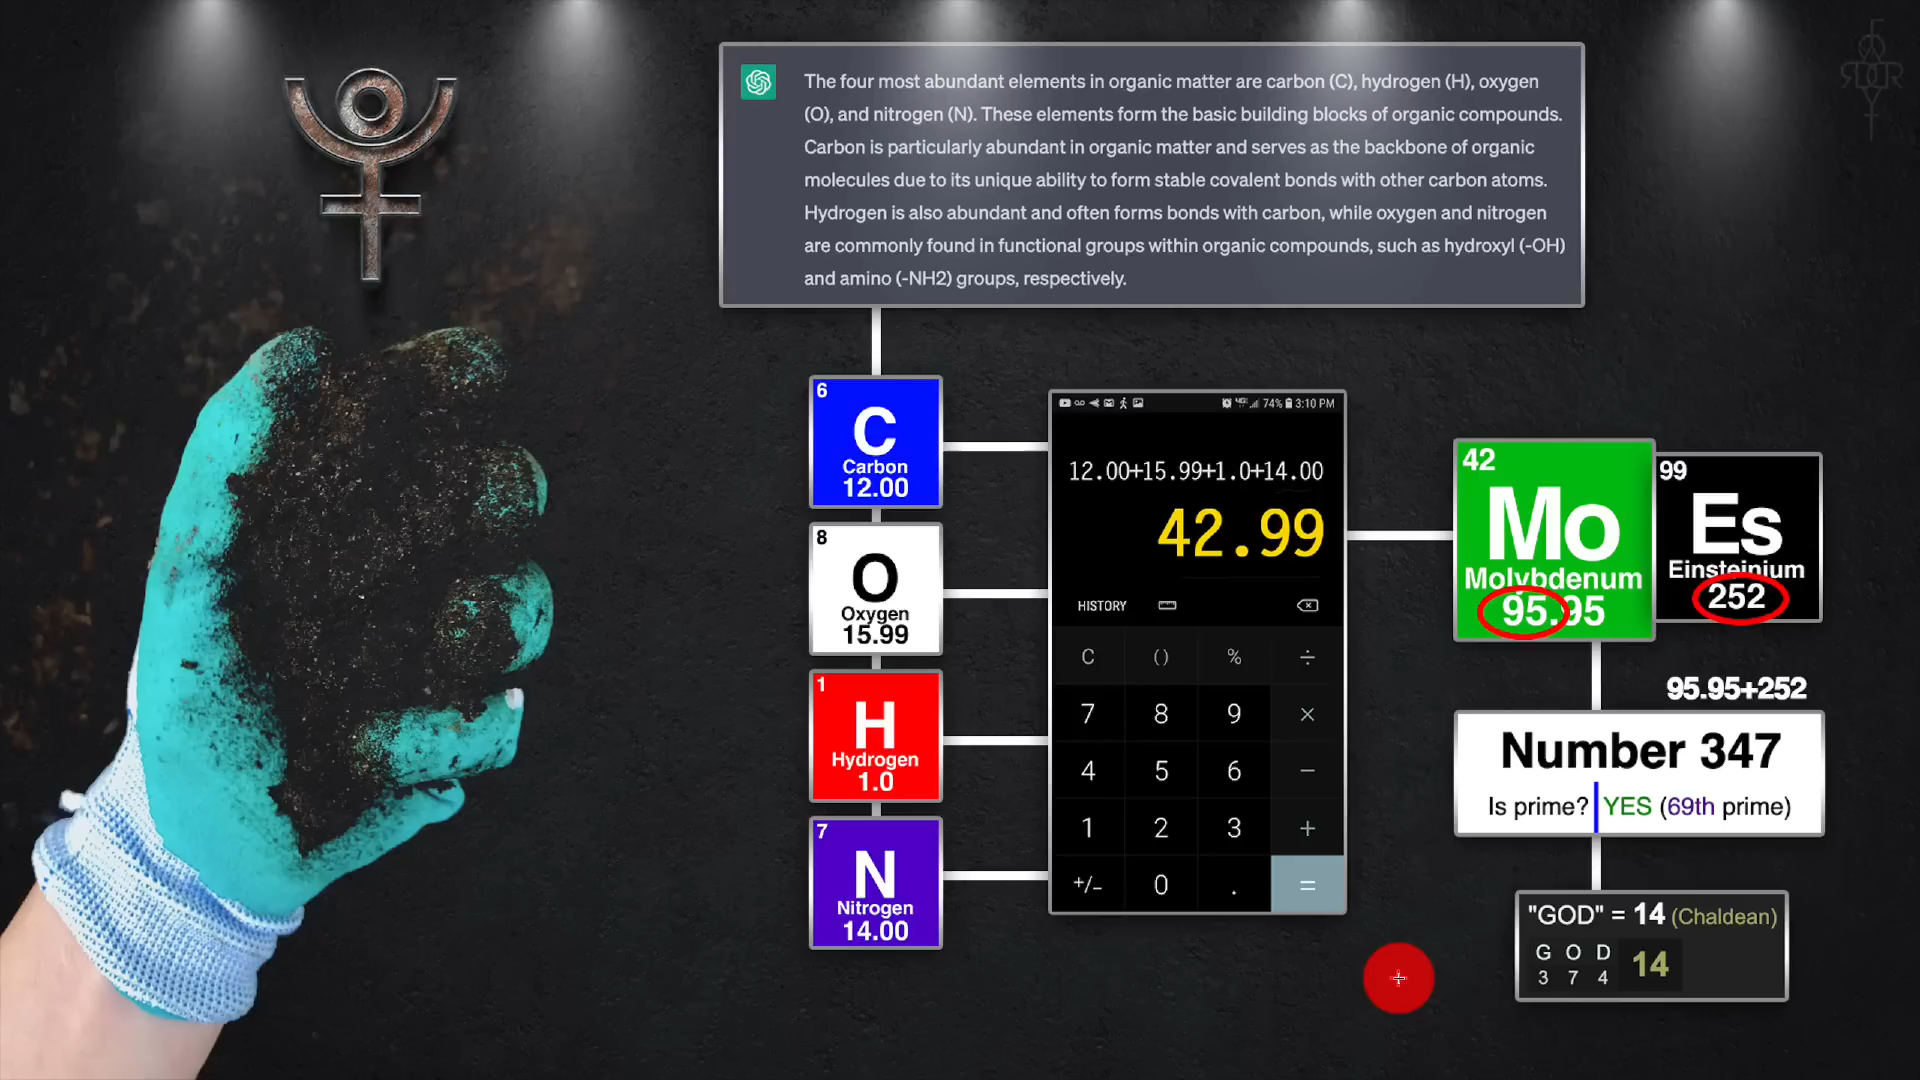 The four most abundant elements in organic matter are carbon (C), hydrogen (H), oxygen
(O), and nitrogen (N). These elements form the basic building blocks of organic compounds.
Carbon is particularly abundant in organic matter and serves as the backbone of organic
molecules due to its unique ability to form stable covalent bonds with other carbon atoms.
Hydrogen is also abundant and often forms bonds with carbon, while oxygen and nitrogen
are commonly found in functional groups within organic compounds, such as hydroxyl (-OH)
and amino (-NH2) groups, respectively.
6
C
Carbon
12.00
8
O
Oxygen
15.99
1
H
Hydrogen
1.0
7
N
Nitrogen
14.00
74% 3:10 PM
12.00+15.99+1.0+14.00
42.99
HISTORY
C () % ÷
7 8 9 ×
4 5 6 −
1 2 3 +
+/− 0 . =
42
Mo
Molybdenum
95.95
99
Es
Einsteinium
252
95.95+252
Number 347
Is prime? YES (69th prime)
"GOD" = 14 (Chaldean)
G O D
3 7 4
14